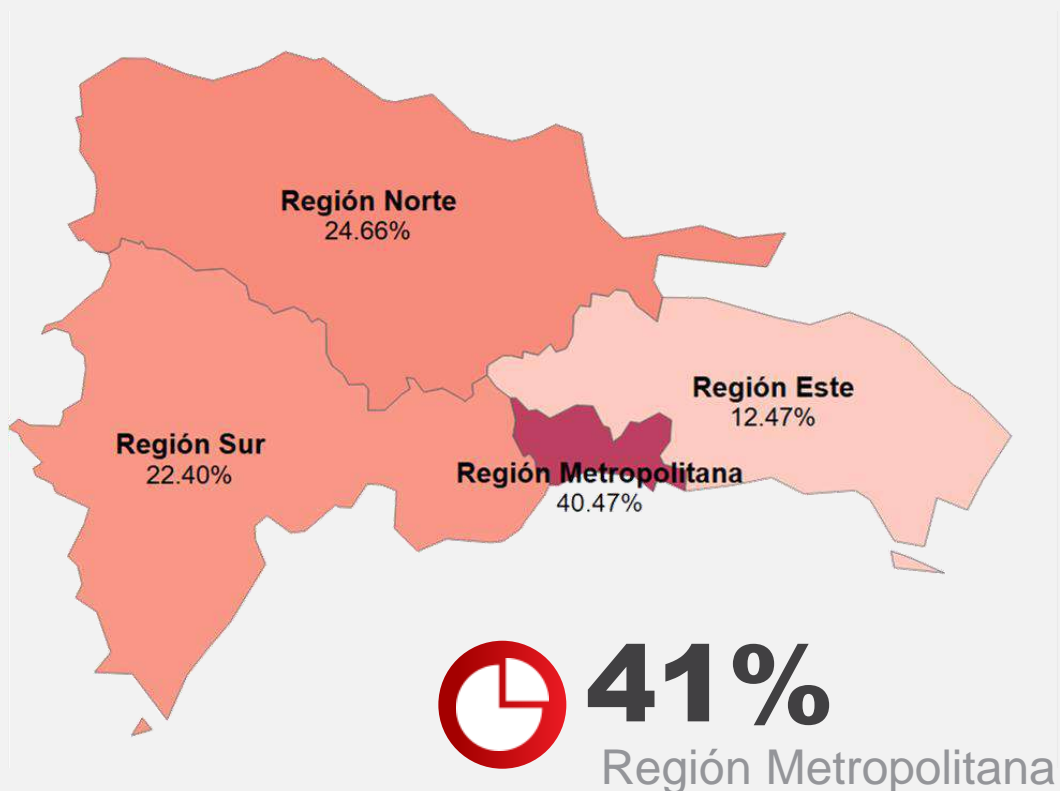 Región Norte
24.66%
Región Este
12.47%
Región Sur
22.40%
Región Metropolitana
40.47%
41%
Región Metropolitana